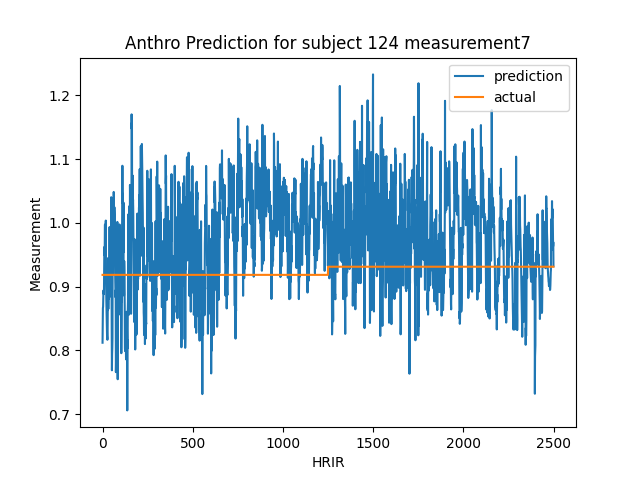 Anthro Prediction for subject 124 measurement7
prediction
actual
Measurement
1.2
1.1
1.0
0.9
0.8
0.7
0
500
1000
1500
2000
2500
HRIR